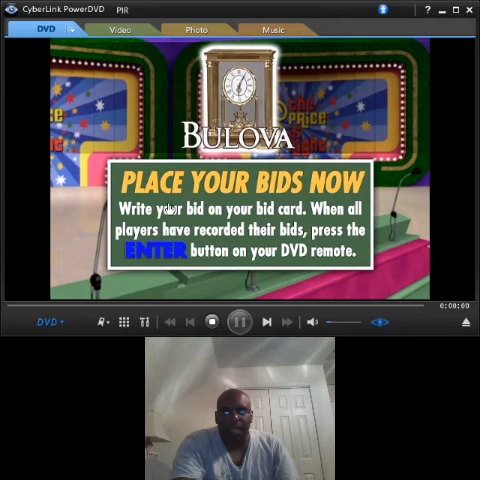 CyberLink PowerDVD PIR
DVD Video Photo Music
the PRiCE
BULOVA
PLACE YOUR BIDS NOW
Write your bid on your bid card. When all
players have recorded their bids, press the
ENTER button on your DVD remote.
0:00:00
DVD